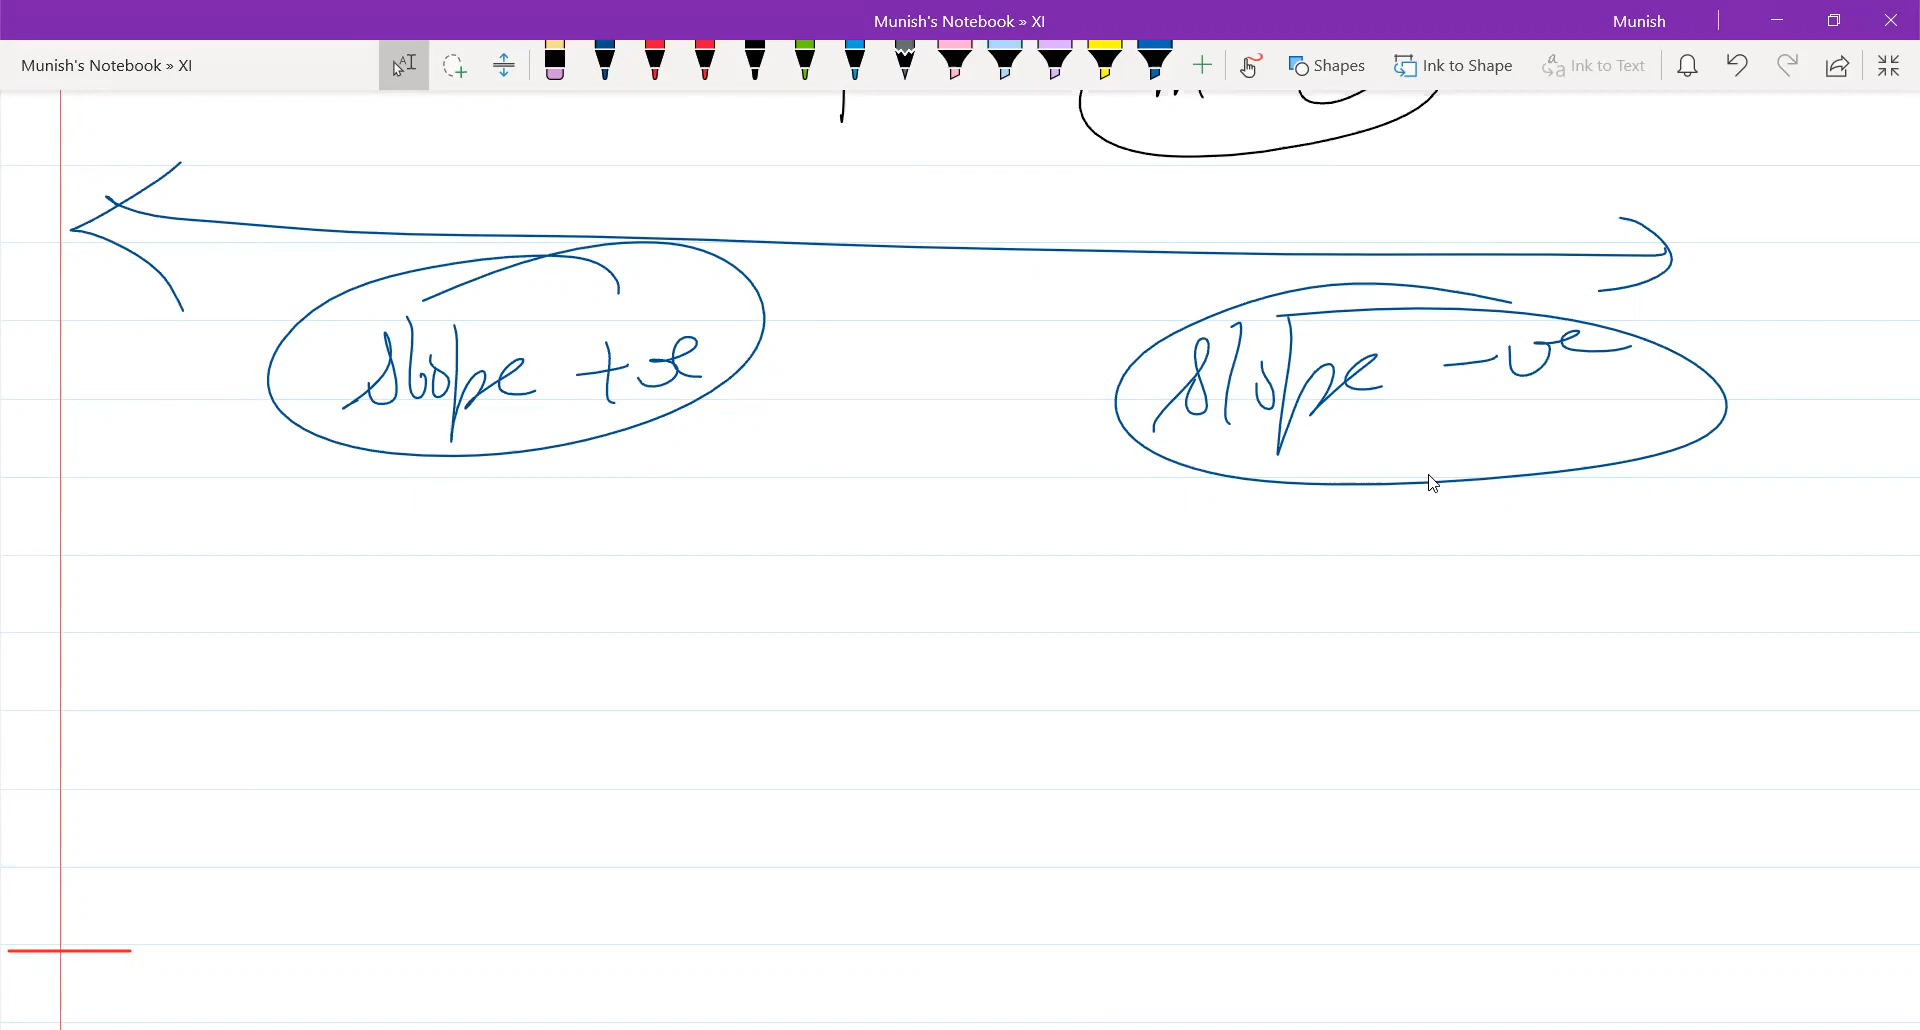 Munish's Notebook » XI
Munish
Munish's Notebook » XI
Shapes
Ink to Shape
Ink to Text
Slope +ve
Slope -ve